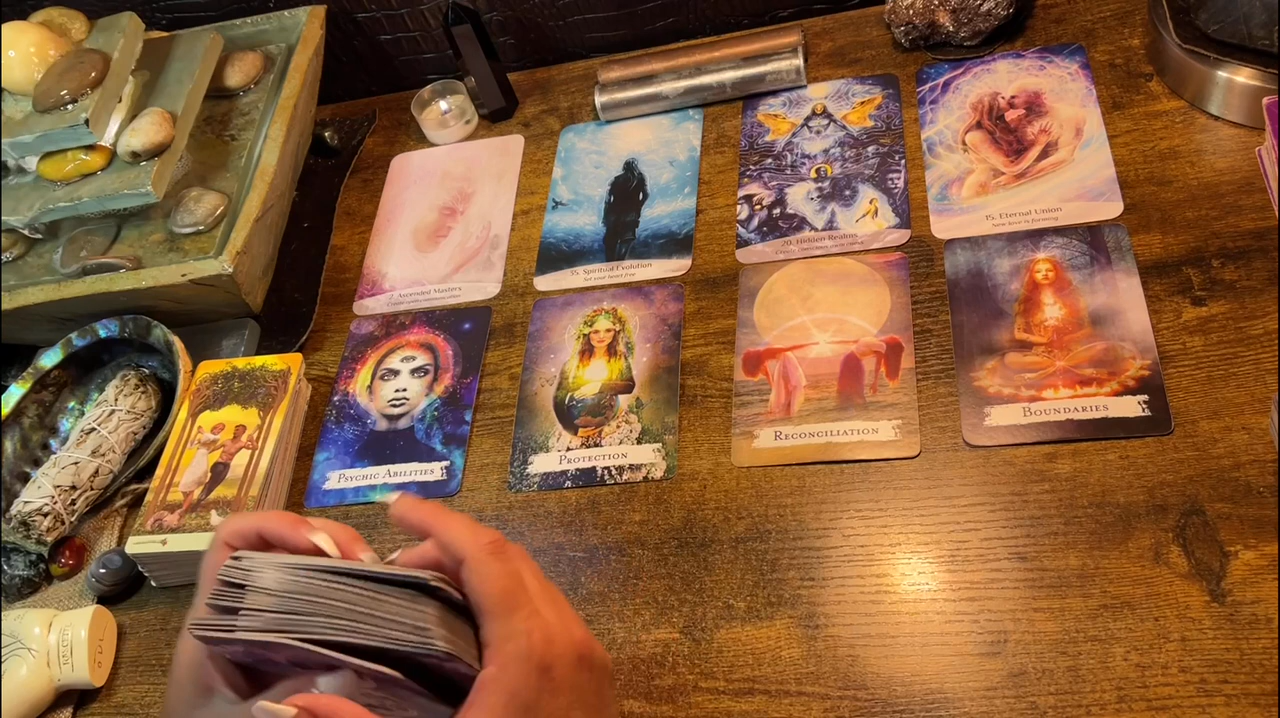 2. Ascended Masters
55. Spiritual Evolution
Set your heart free
20. Hidden Realms
15. Eternal Union
New love is forming
Psychic Abilities
Protection
Reconciliation
Boundaries